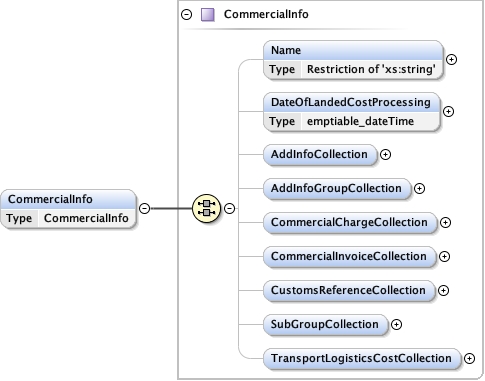 CommercialInfo
Name
Type Restriction of 'xs:string'
DateOfLandedCostProcessing
Type emptiable_dateTime
AddInfoCollection
AddInfoGroupCollection
CommercialInfo
Type CommercialInfo
CommercialChargeCollection
CommercialInvoiceCollection
CustomsReferenceCollection
SubGroupCollection
TransportLogisticsCostCollection